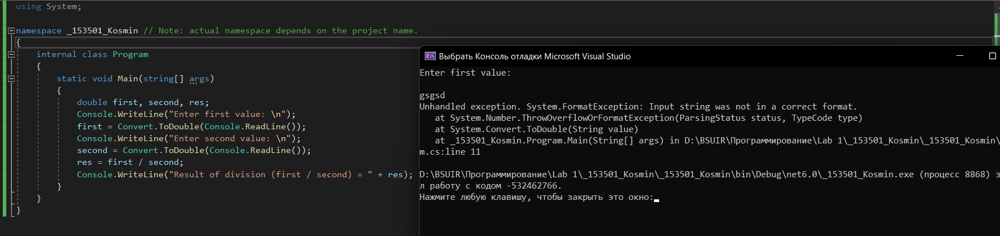 using System;
namespace _153501_Kosmin // Note: actual namespace depends on the project name.
{
internal class Program
{
static void Main(string[] args)
{
double first, second, res;
Console.WriteLine("Enter first value: \n");
first = Convert.ToDouble(Console.ReadLine());
Console.WriteLine("Enter second value: \n");
second = Convert.ToDouble(Console.ReadLine());
res = first / second;
Console.WriteLine("Result of division (first / second) = " + res);
}
}
}
Выбрать Консоль отладки Microsoft Visual Studio
Enter first value:
gsgsd
Unhandled exception. System.FormatException: Input string was not in a correct format.
at System.Number.ThrowOverflowOrFormatException(ParsingStatus status, TypeCode type)
at System.Convert.ToDouble(String value)
at _153501_Kosmin.Program.Main(String[] args) in D:\BSUIR\Программирование\Lab 1\_153501_Kosmin\_153501_Kosmin\
m.cs:line 11
D:\BSUIR\Программирование\Lab 1\_153501_Kosmin\_153501_Kosmin\bin\Debug\net6.0\_153501_Kosmin.exe (процесс 8868) з
л работу с кодом -532462766.
Нажмите любую клавишу, чтобы закрыть это окно: